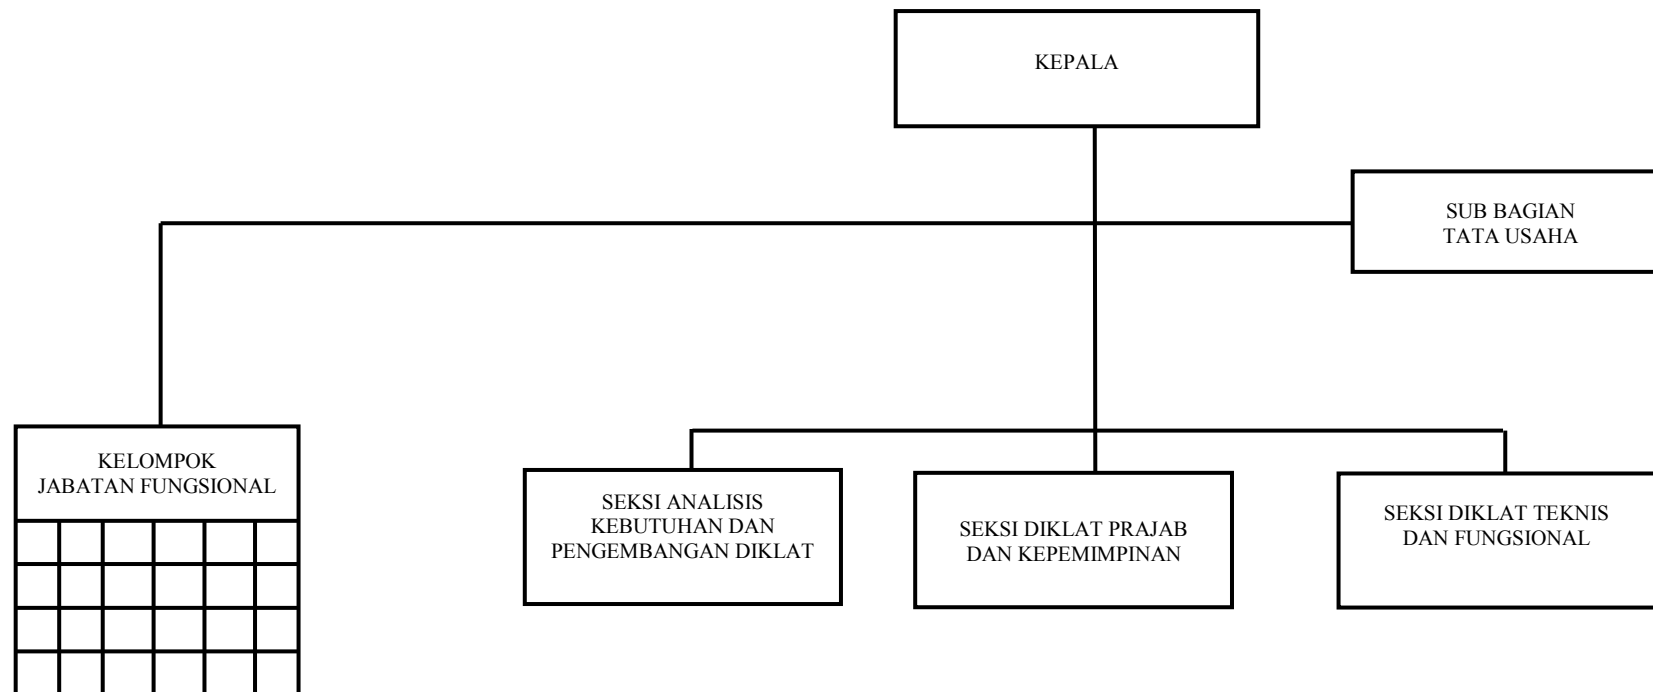 KEPALA
SUB BAGIAN
TATA USAHA
KELOMPOK
JABATAN FUNGSIONAL
SEKSI ANALISIS
KEBUTUHAN DAN
PENGEMBANGAN DIKLAT
SEKSI DIKLAT PRAJAB
DAN KEPEMIMPINAN
SEKSI DIKLAT TEKNIS
DAN FUNGSIONAL